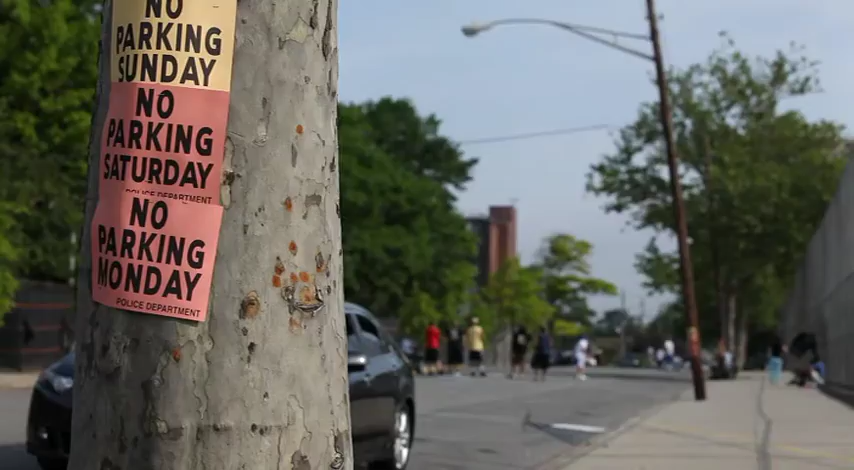 NO
PARKING
SUNDAY
NO
PARKING
SATURDAY
POLICE DEPARTMENT
NO
PARKING
MONDAY
POLICE DEPARTMENT